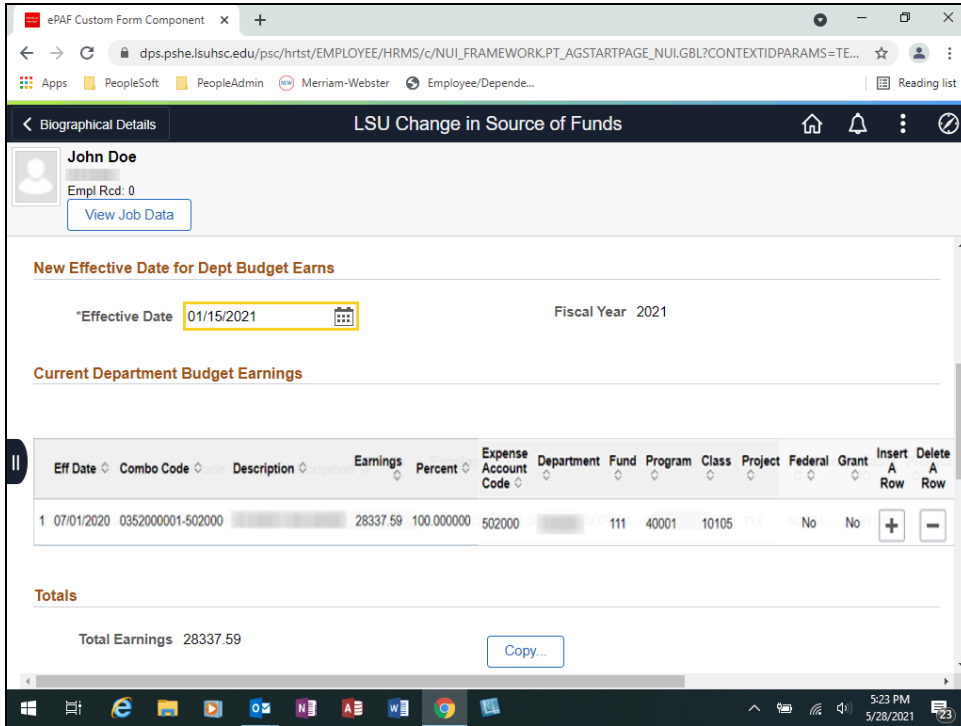 ePAF Custom Form Component
dps.pshe.lsuhsc.edu/psc/hrtst/EMPLOYEE/HRMS/c/NUI_FRAMEWORK.PT_AGSTARTPAGE_NUI.GBL?CONTEXTIDPARAMS=TE...
Apps PeopleSoft PeopleAdmin Merriam-Webster Employee/Depende... Reading list
Biographical Details LSU Change in Source of Funds
John Doe
Empl Rcd: 0
View Job Data
New Effective Date for Dept Budget Earns
*Effective Date 01/15/2021 Fiscal Year 2021
Current Department Budget Earnings
Eff Date Combo Code Description Earnings Percent Expense Account Code Department Fund Program Class Project Federal Grant Insert A Row Delete A Row
1 07/01/2020 0352000001-502000 28337.59 100.000000 502000 111 40001 10105 No No
Totals
Total Earnings 28337.59 Copy...
5:23 PM
5/28/2021 23